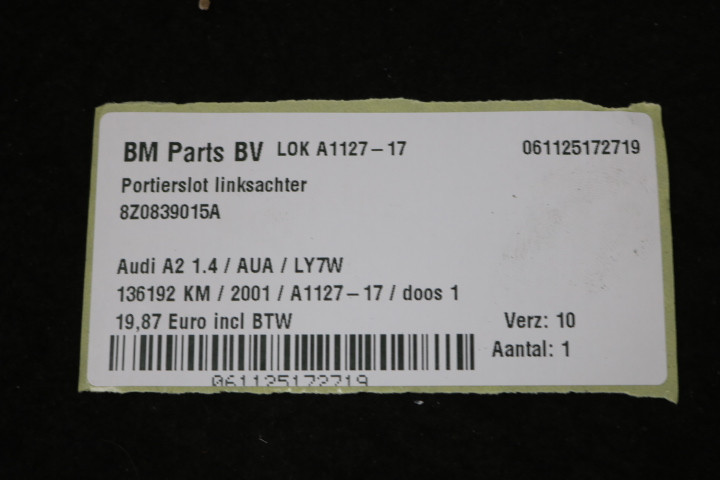 BM Parts BV LOK A1127-17 061125172719
Portierslot linksachter
8Z0839015A
Audi A2 1.4 / AUA / LY7W
136192 KM / 2001 / A1127-17 / doos 1
19,87 Euro incl BTW Verz: 10
Aantal: 1
061125172719